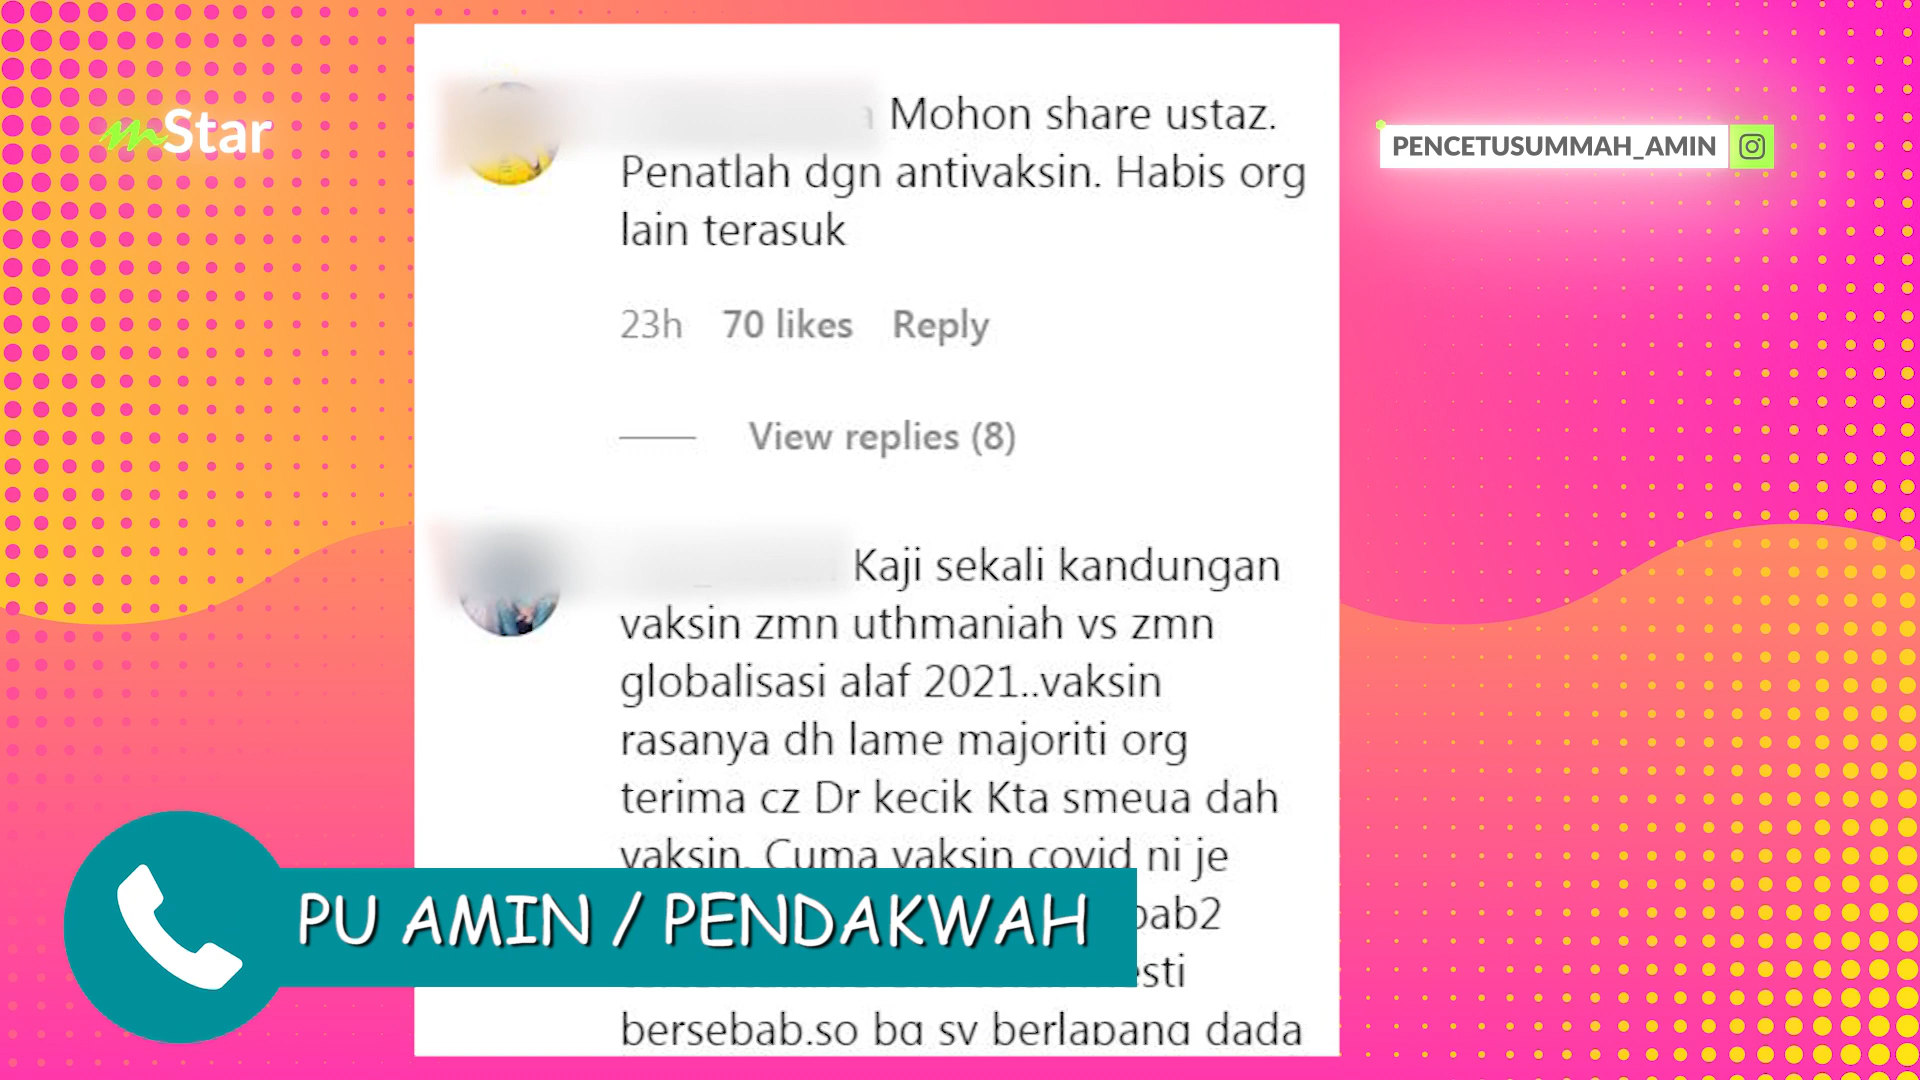 mStar
PENCETUSUMMAH_AMIN
Mohon share ustaz.
Penatlah dgn antivaksin. Habis org
lain terasuk
23h 70 likes Reply
View replies (8)
Kaji sekali kandungan
vaksin zmn uthmaniah vs zmn
globalisasi alaf 2021..vaksin
rasanya dh lame majoriti org
terima cz Dr kecik Kta smeua dah
vaksin. Cuma vaksin covid ni je
bersebab.so bg sy berlapang dada
PU AMIN / PENDAKWAH